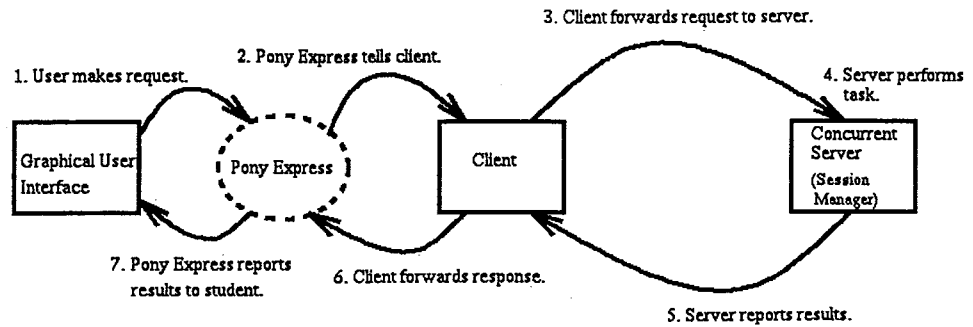 3. Client forwards request to server.
2. Pony Express tells client.
1. User makes request.
4. Server performs
task.
Graphical User
Interface
Pony Express
Client
Concurrent
Server
(Session
Manager)
7. Pony Express reports
results to student.
6. Client forwards response.
5. Server reports results.